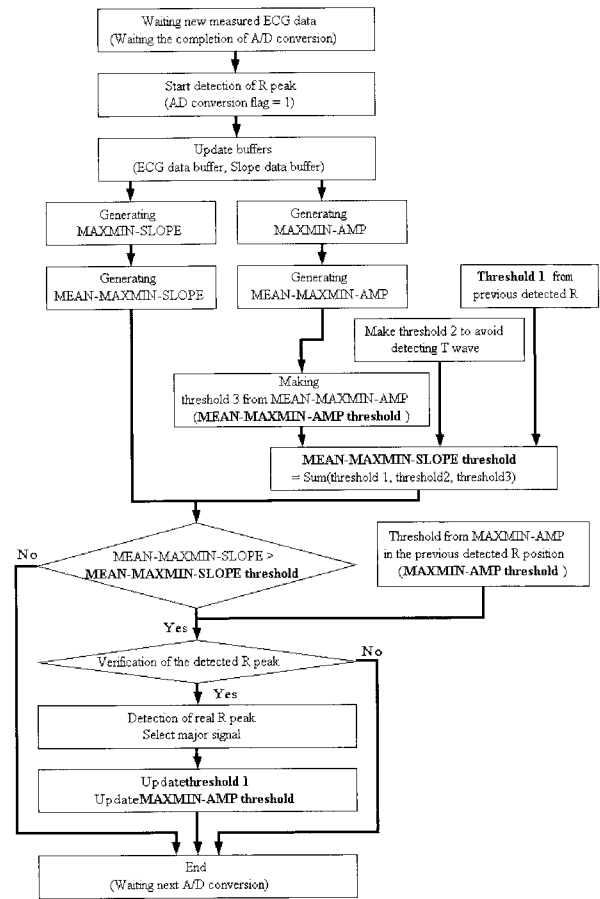 Waiting new measured ECG data
(Waiting the completion of A/D conversion)
Start detection of R peak
(AD conversion flag = 1)
Update buffers
(ECG data buffer, Slope data buffer)
Generating
MAXMIN-SLOPE
Generating
MAXMIN-AMP
Generating
MEAN-MAXMIN-SLOPE
Generating
MEAN-MAXMIN-AMP
Threshold 1 from
previous detected R
Make threshold 2 to avoid
detecting T wave
Making
threshold 3 from MEAN-MAXMIN-AMP
(MEAN-MAXMIN-AMP threshold )
MEAN-MAXMIN-SLOPE threshold
= Sum(threshold 1, threshold2, threshold3)
No
MEAN-MAXMIN-SLOPE >
MEAN-MAXMIN-SLOPE threshold
Threshold from MAXMIN-AMP
in the previous detected R position
(MAXMIN-AMP threshold )
Yes
No
Verification of the detected R peak
Yes
Detection of real R peak
Select major signal
Updatethreshold 1
UpdateMAXMIN-AMP threshold
End
(Waiting next A/D conversion)